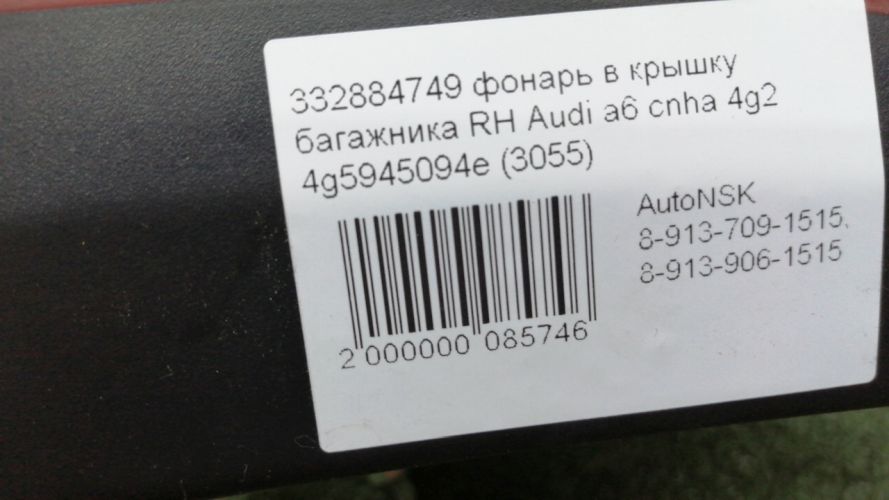 332884749 фонарь в крышку
багажника RH Audi a6 cnha 4g2
4g5945094e (3055)
AutoNSK
8-913-709-1515,
8-913-906-1515
2 000000 085746